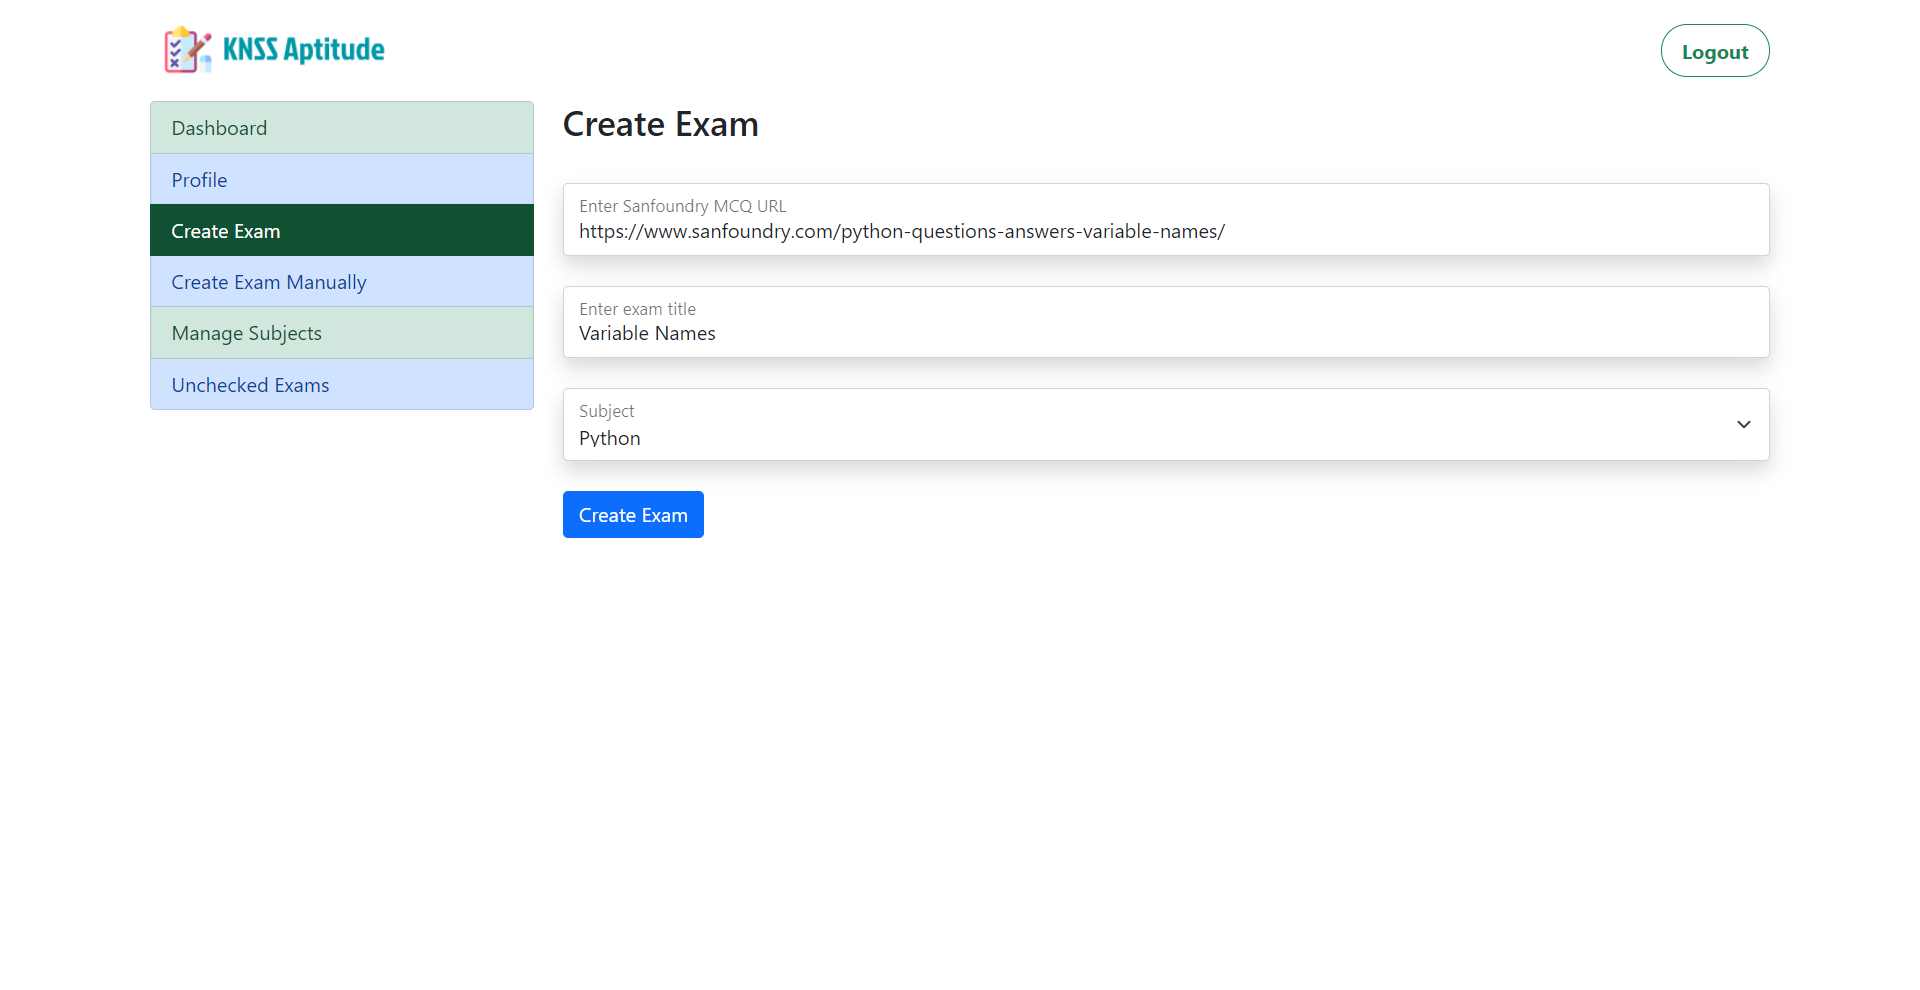 KNSS Aptitude
Logout
Dashboard
Profile
Create Exam
Create Exam Manually
Manage Subjects
Unchecked Exams
Create Exam
Enter Sanfoundry MCQ URL
https://www.sanfoundry.com/python-questions-answers-variable-names/
Enter exam title
Variable Names
Subject
Python
Create Exam